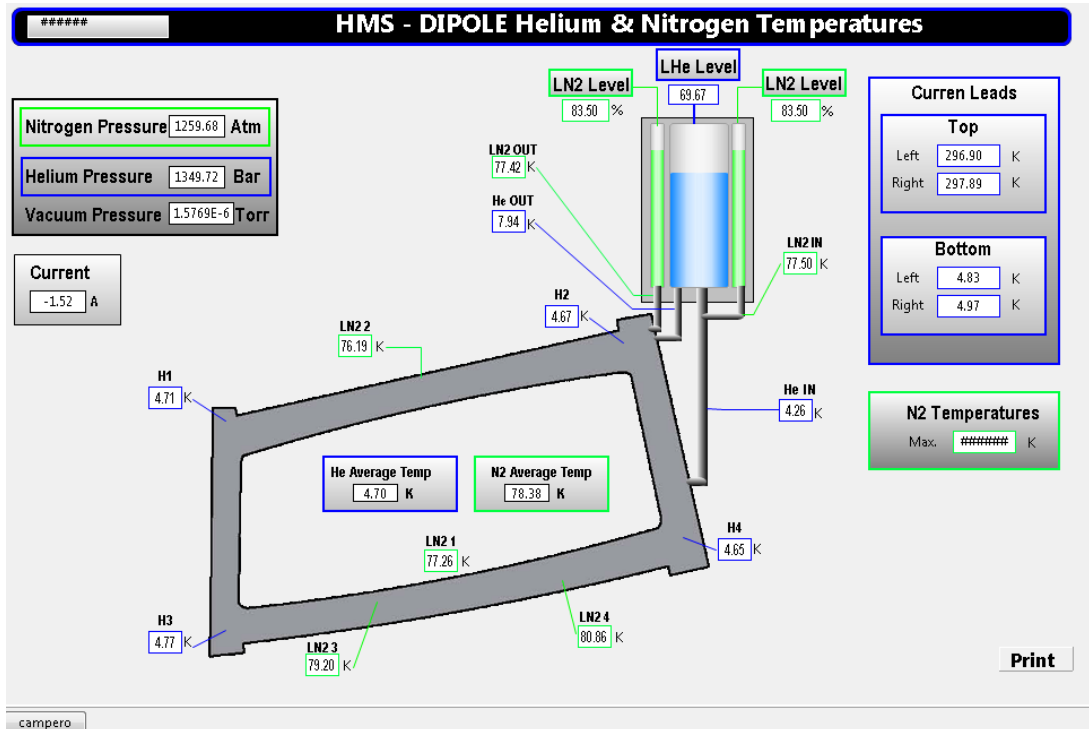 ######
HMS - DIPOLE Helium & Nitrogen Temperatures
Nitrogen Pressure 1259.68 Atm
Helium Pressure 1349.72 Bar
Vacuum Pressure 1.5769E-6 Torr
Current
-1.52 A
LN2 Level
83.50 %
LHe Level
69.67
LN2 Level
83.50 %
LN2 OUT
77.42 K
He OUT
7.94 K
LN2 IN
77.50 K
Curren Leads
Top
Left 296.90 K
Right 297.89 K
Bottom
Left 4.83 K
Right 4.97 K
H2
4.67 K
LN2 2
76.19 K
H1
4.71 K
He IN
4.26 K
N2 Temperatures
Max. ###### K
He Average Temp
4.70 K
N2 Average Temp
78.38 K
LN2 1
77.26 K
H4
4.65 K
H3
4.77 K
LN2 3
79.20 K
LN2 4
80.86 K
Print
campero